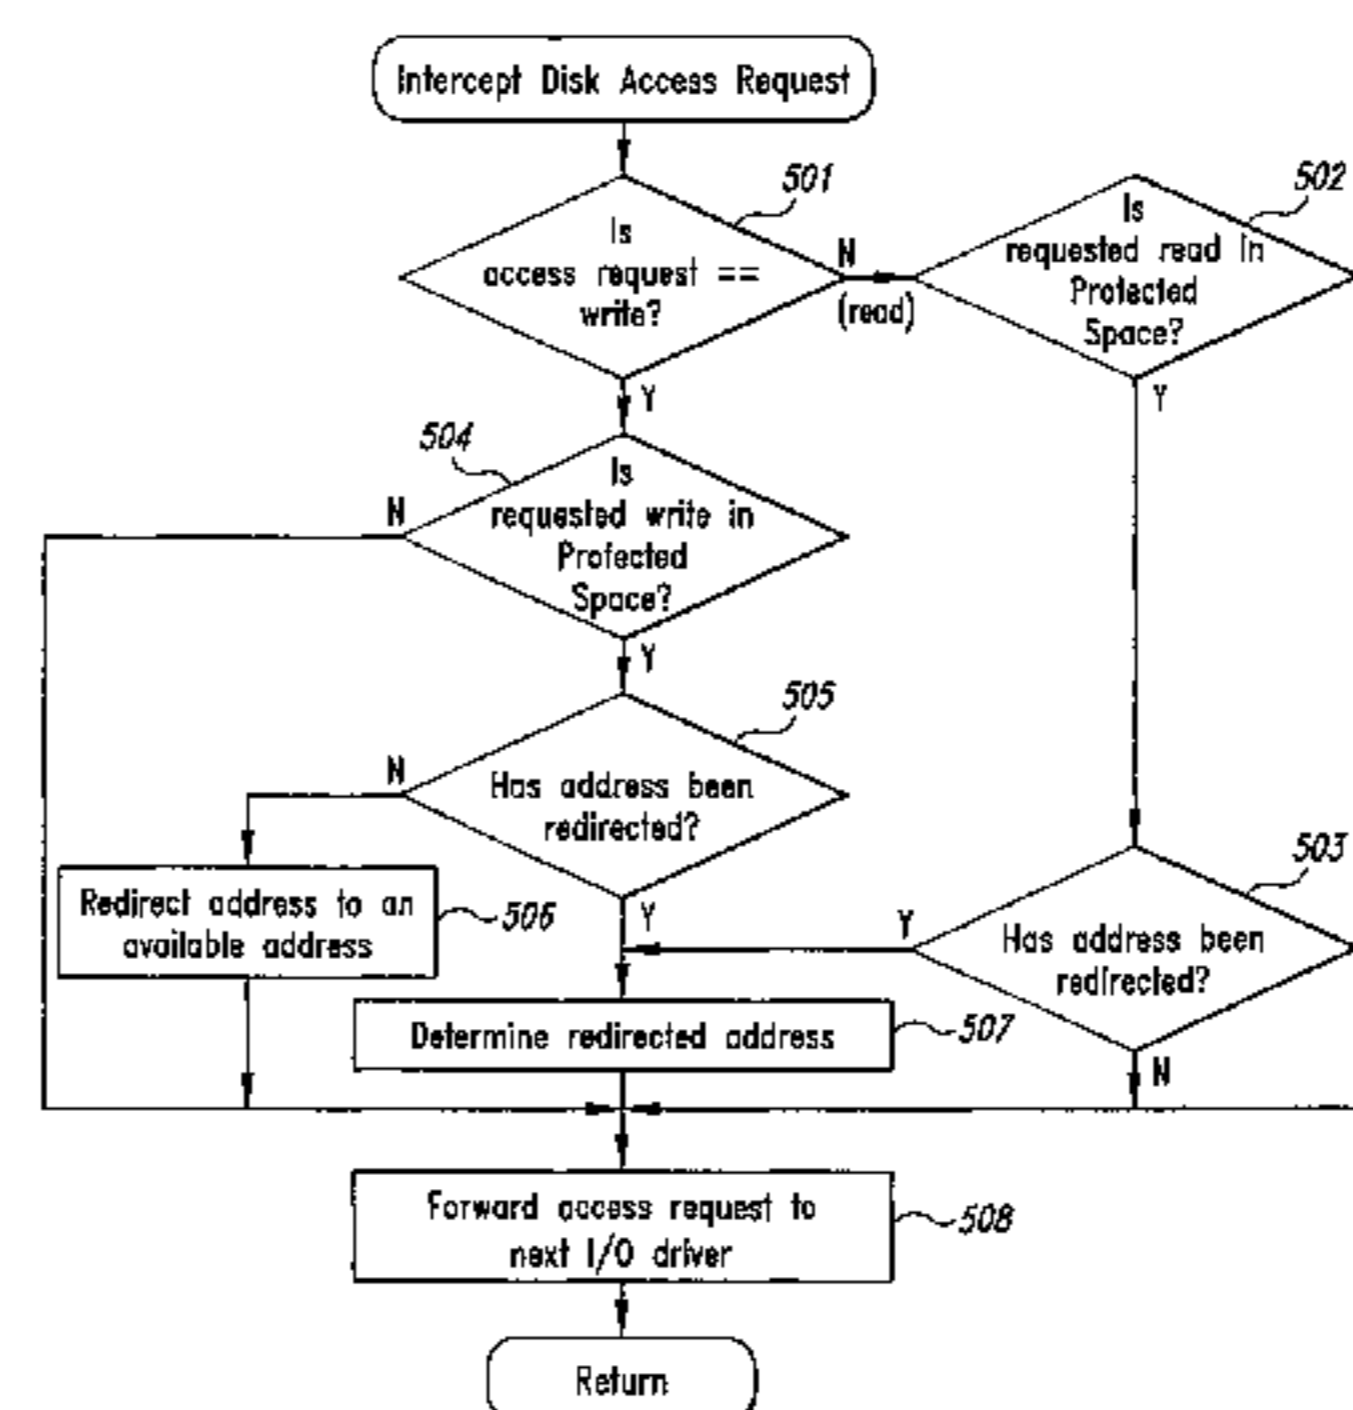 Intercept Disk Access Request
501
502
Is
access request ==
write?
N
(read)
Is
requested read in
Protected
Space?
Y
Y
504
N
Is
requested write in
Protected
Space?
Y
505
N
Has address been
redirected?
Y
503
Y
Has address been
redirected?
N
Redirect address to an
available address
506
Determine redirected address
507
Forward access request to
next I/O driver
508
Return